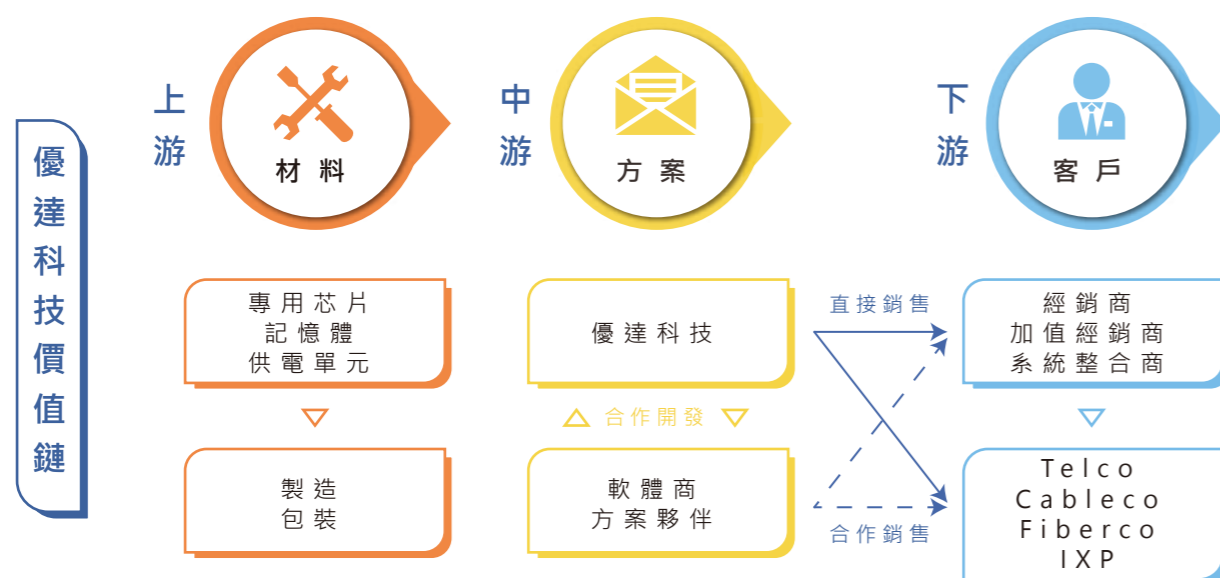 優達科技價值鏈
上游
材料
中游
方案
下游
客戶
專用芯片
記憶體
供電單元
製造
包裝
優達科技
合作開發
軟體商
方案夥伴
直接銷售
合作銷售
經銷商
加值經銷商
系統整合商
Telco
Cableco
Fiberco
IXP